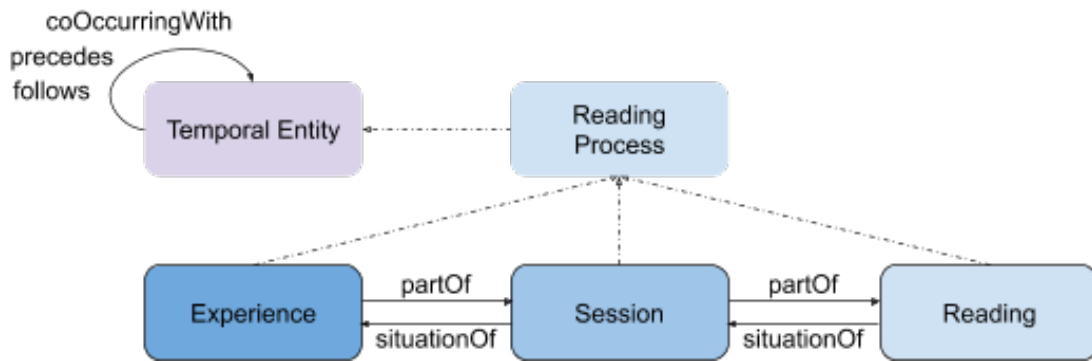 coOccurringWith
precedes
follows
Temporal Entity
Reading
Process
Experience
partOf
situationOf
Session
partOf
situationOf
Reading